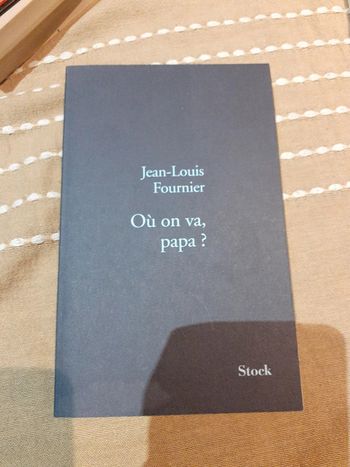 Jean-Louis
Fournier
Où on va,
papa ?
Stock